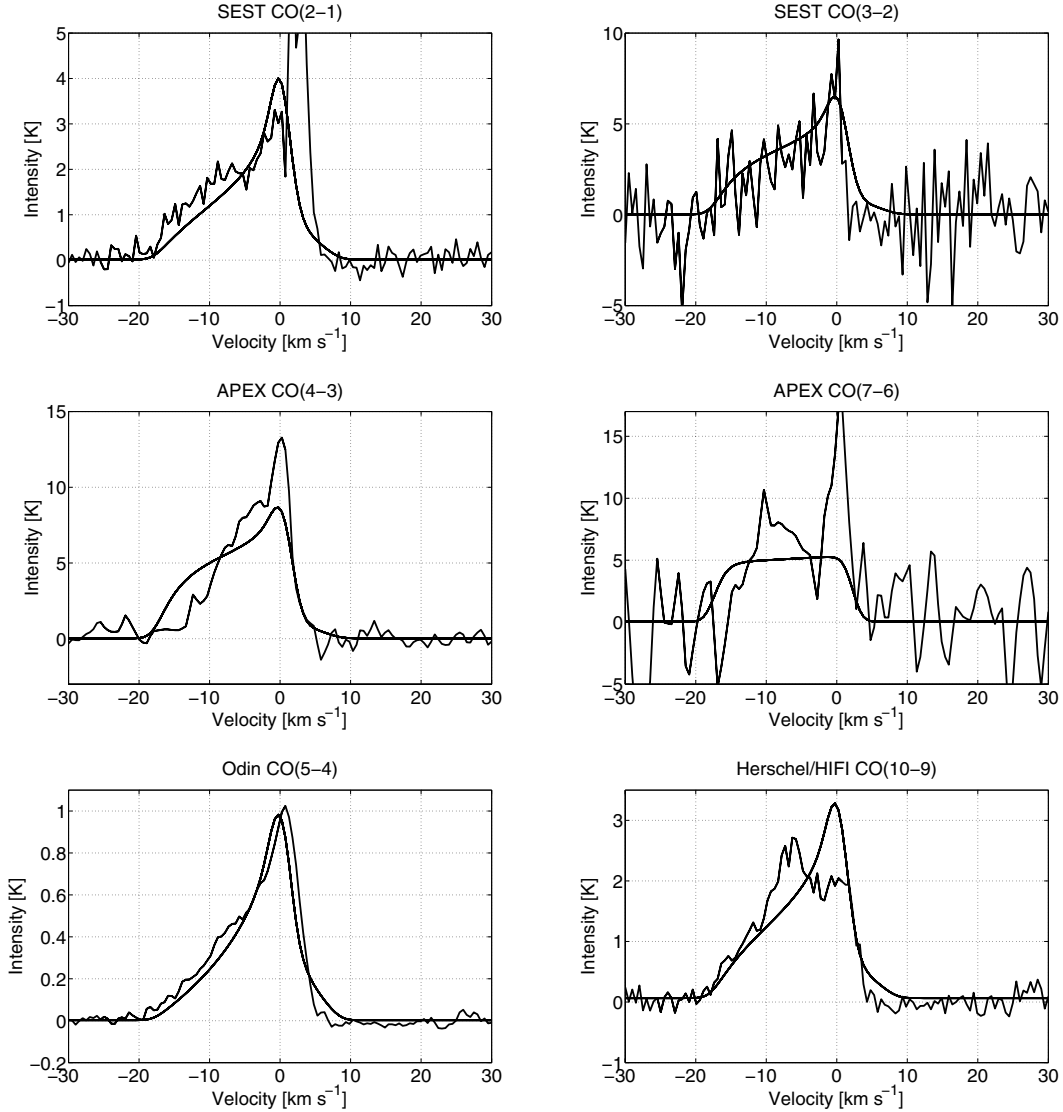 SEST CO(2−1)
5
4
3
2
1
0
−1
Intensity [K]
−30 −20 −10 0 10 20 30
Velocity [km s−1]
SEST CO(3−2)
10
5
0
−5
Intensity [K]
−30 −20 −10 0 10 20 30
Velocity [km s−1]
APEX CO(4−3)
15
10
5
0
Intensity [K]
−30 −20 −10 0 10 20 30
Velocity [km s−1]
APEX CO(7−6)
15
10
5
0
−5
Intensity [K]
−30 −20 −10 0 10 20 30
Velocity [km s−1]
Odin CO(5−4)
1
0.8
0.6
0.4
0.2
0
−0.2
Intensity [K]
−30 −20 −10 0 10 20 30
Velocity [km s−1]
Herschel/HIFI CO(10−9)
3
2
1
0
−1
Intensity [K]
−30 −20 −10 0 10 20 30
Velocity [km s−1]